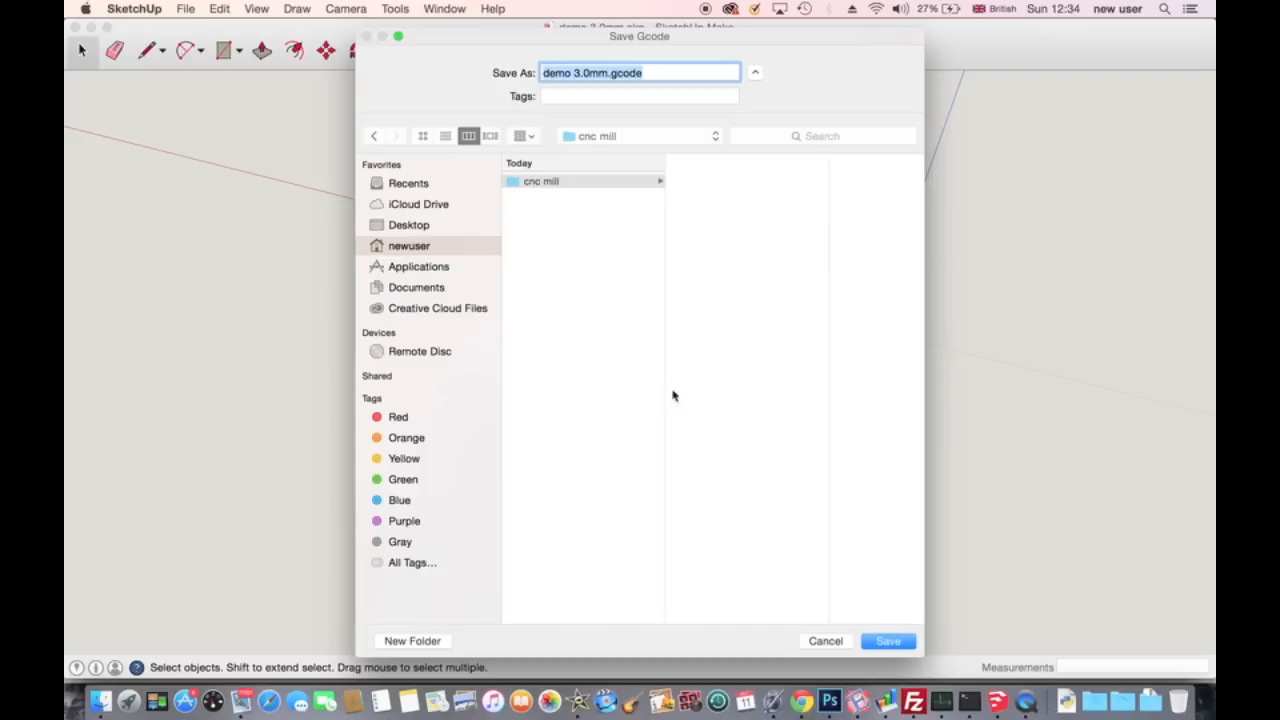 SketchUp File Edit View Draw Camera Tools Window Help 27% British Sun 12:34 new user
Save Gcode
Save As: demo 3.0mm.gcode
Tags:
cnc mill Search
Favorites
Recents
iCloud Drive
Desktop
newuser
Applications
Documents
Creative Cloud Files
Devices
Remote Disc
Shared
Tags
Red
Orange
Yellow
Green
Blue
Purple
Gray
All Tags...
Today
cnc mill
New Folder Cancel Save
Select objects. Shift to extend select. Drag mouse to select multiple. Measurements
Ps Fz